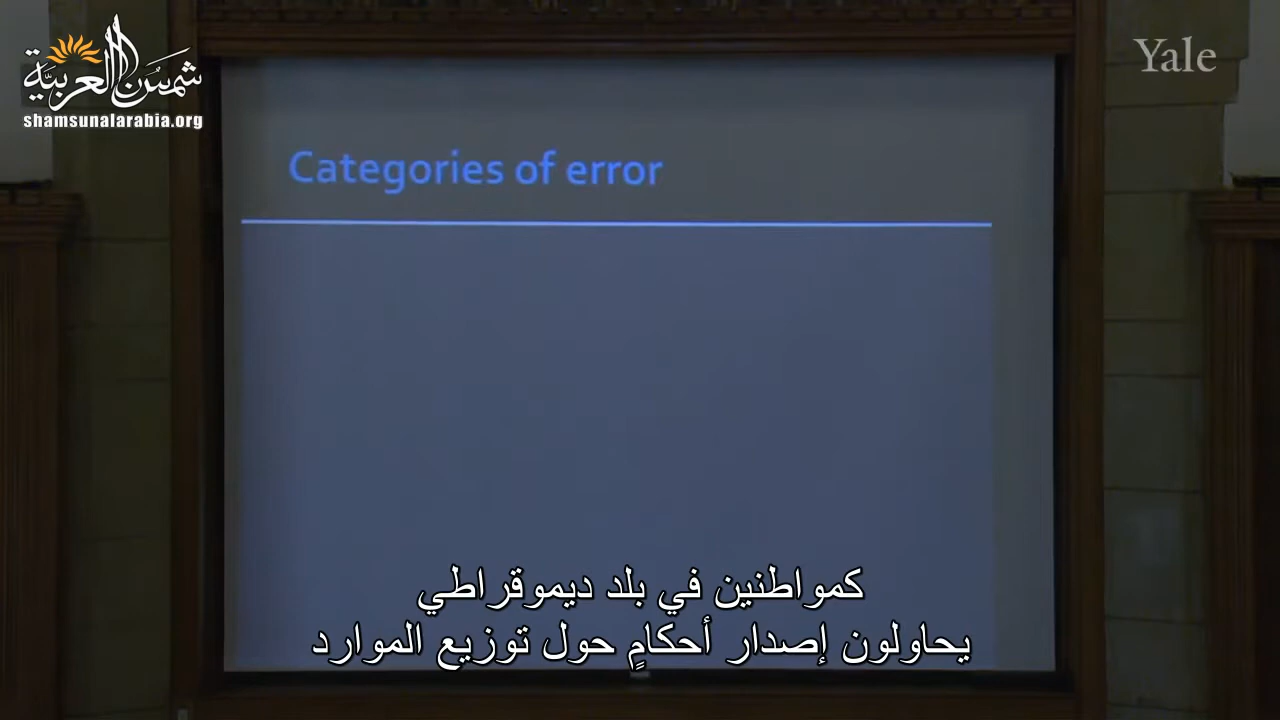 شمس العربية
shamsunalarabia.org
Yale
Categories of error
كمواطنين في بلد ديموقراطي
يحاولون إصدار أحكامٍ حول توزيع الموارد